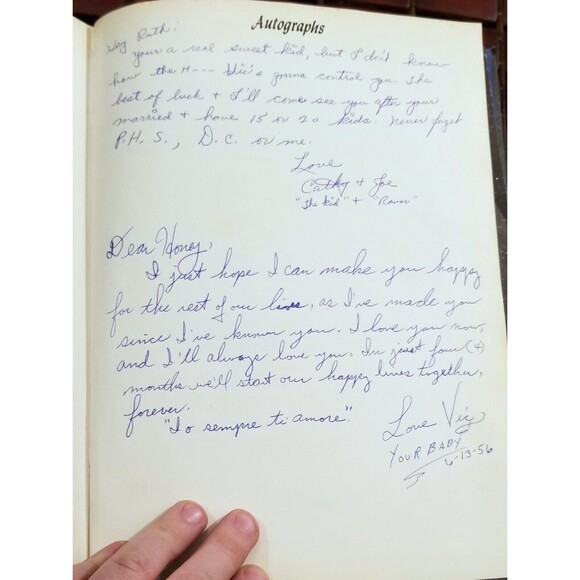 Autographs
Hey Ruth:
your a real sweet kid, but I don't know
how the H--- Vic's gonna control you. The
best of luck + I'll come see you after your
married + have 15 or 20 kids. Never forget
P.H.S., D.C. or me.
Love
Cathy + Joe
"The Kid" + "Raver"
Dear Honey,
I just hope I can make you happy
for the rest of our lives, as I've made you
since I've known you. I love you now,
and I'll always love you. In just four (4)
months we'll start our happy lives together,
forever.
"Io sempre ti amore".
Love Vic
YOUR BABY
6-13-56